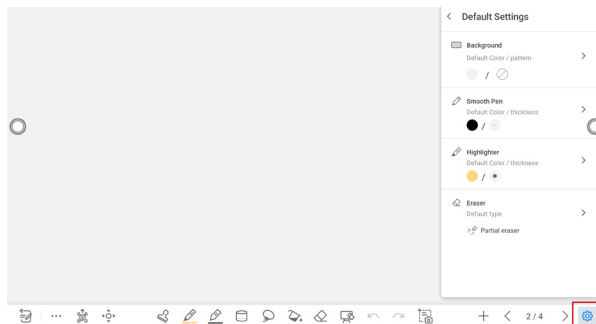 Default Settings
Background
Default Color / pattern
/
Smooth Pen
Default Color / thickness
/
Highlighter
Default Color / thickness
/
Eraser
Default type
Partial eraser
2 / 4